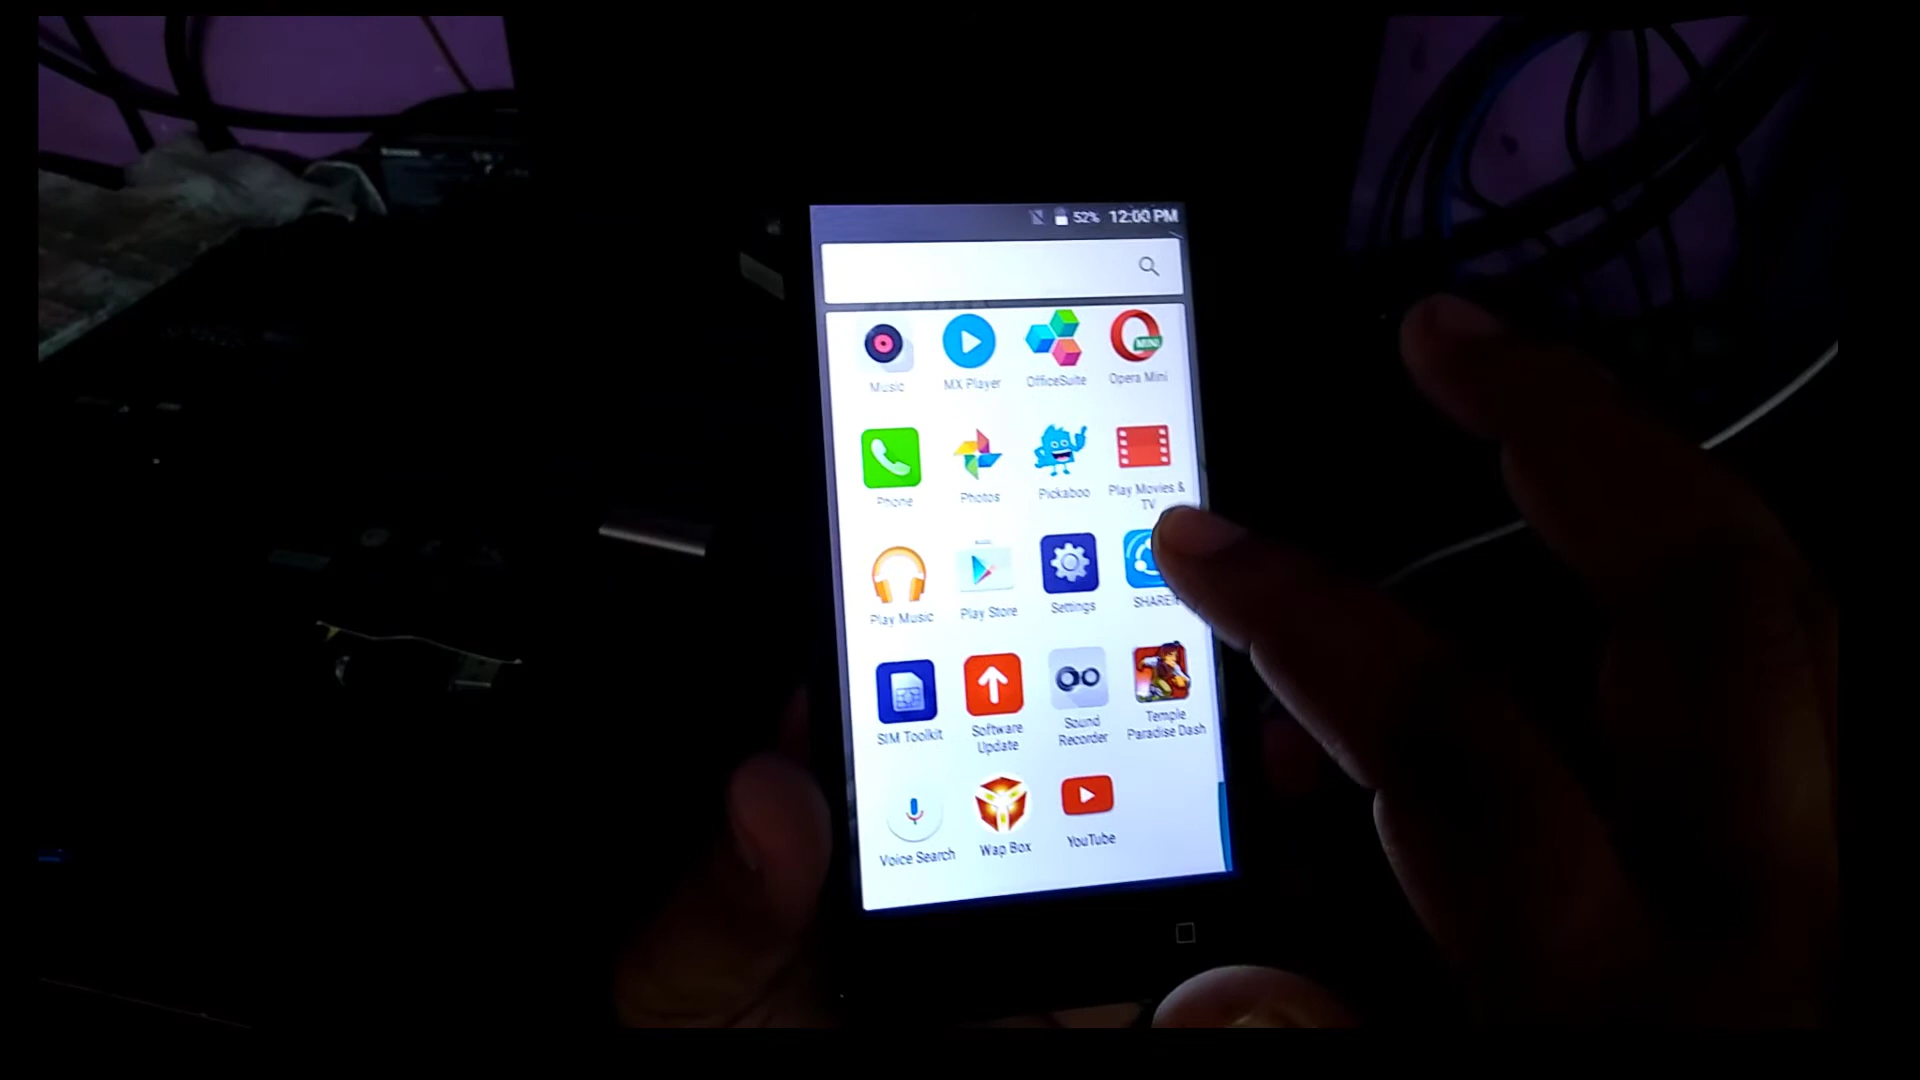 52% 12:00 PM
Music MX Player OfficeSuite Opera Mini
MINI
Phone Photos Pickaboo Play Movies &
TV
Play Music Play Store Settings
SIM Toolkit Software Sound Temple
Update Recorder Paradise Dash
Voice Search Wap Box YouTube